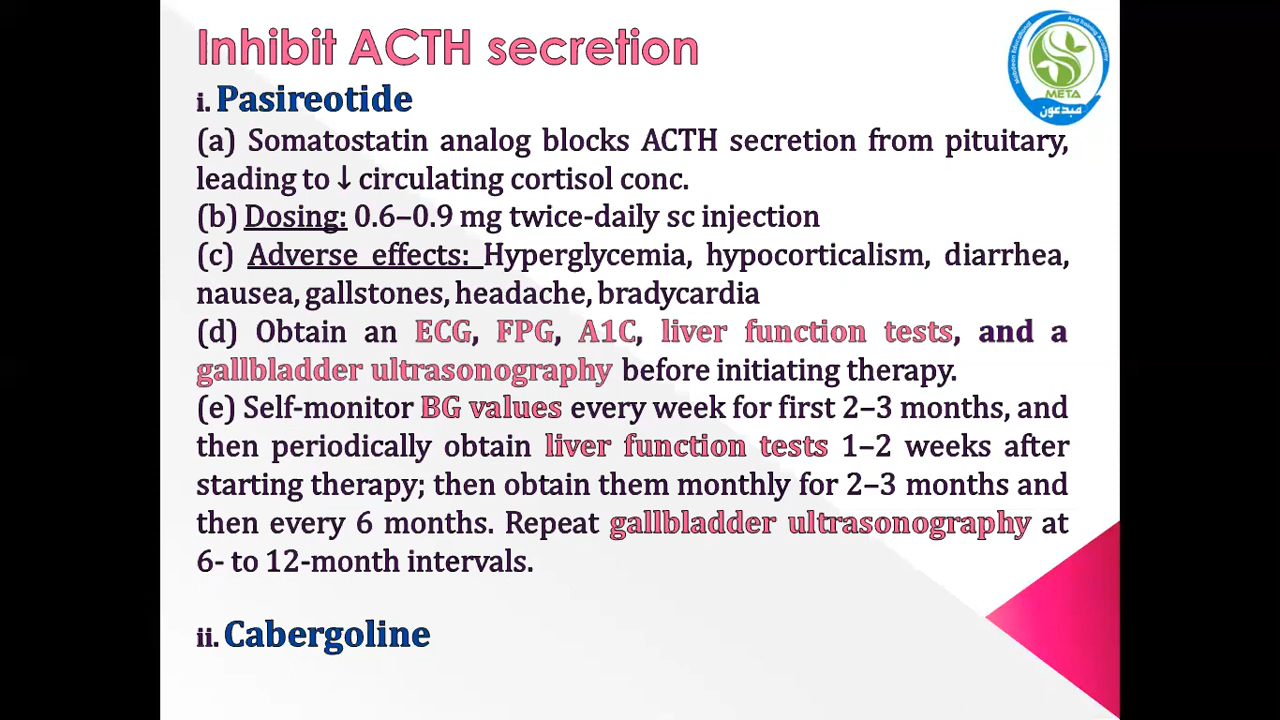 Inhibit ACTH secretion
i. Pasireotide
(a) Somatostatin analog blocks ACTH secretion from pituitary,
leading to ↓ circulating cortisol conc.
(b) Dosing: 0.6–0.9 mg twice-daily sc injection
(c) Adverse effects: Hyperglycemia, hypocorticalism, diarrhea,
nausea, gallstones, headache, bradycardia
(d) Obtain an ECG, FPG, A1C, liver function tests, and a
gallbladder ultrasonography before initiating therapy.
(e) Self-monitor BG values every week for first 2–3 months, and
then periodically obtain liver function tests 1–2 weeks after
starting therapy; then obtain them monthly for 2–3 months and
then every 6 months. Repeat gallbladder ultrasonography at
6- to 12-month intervals.
ii. Cabergoline
And Training Academy
META
مبدعون